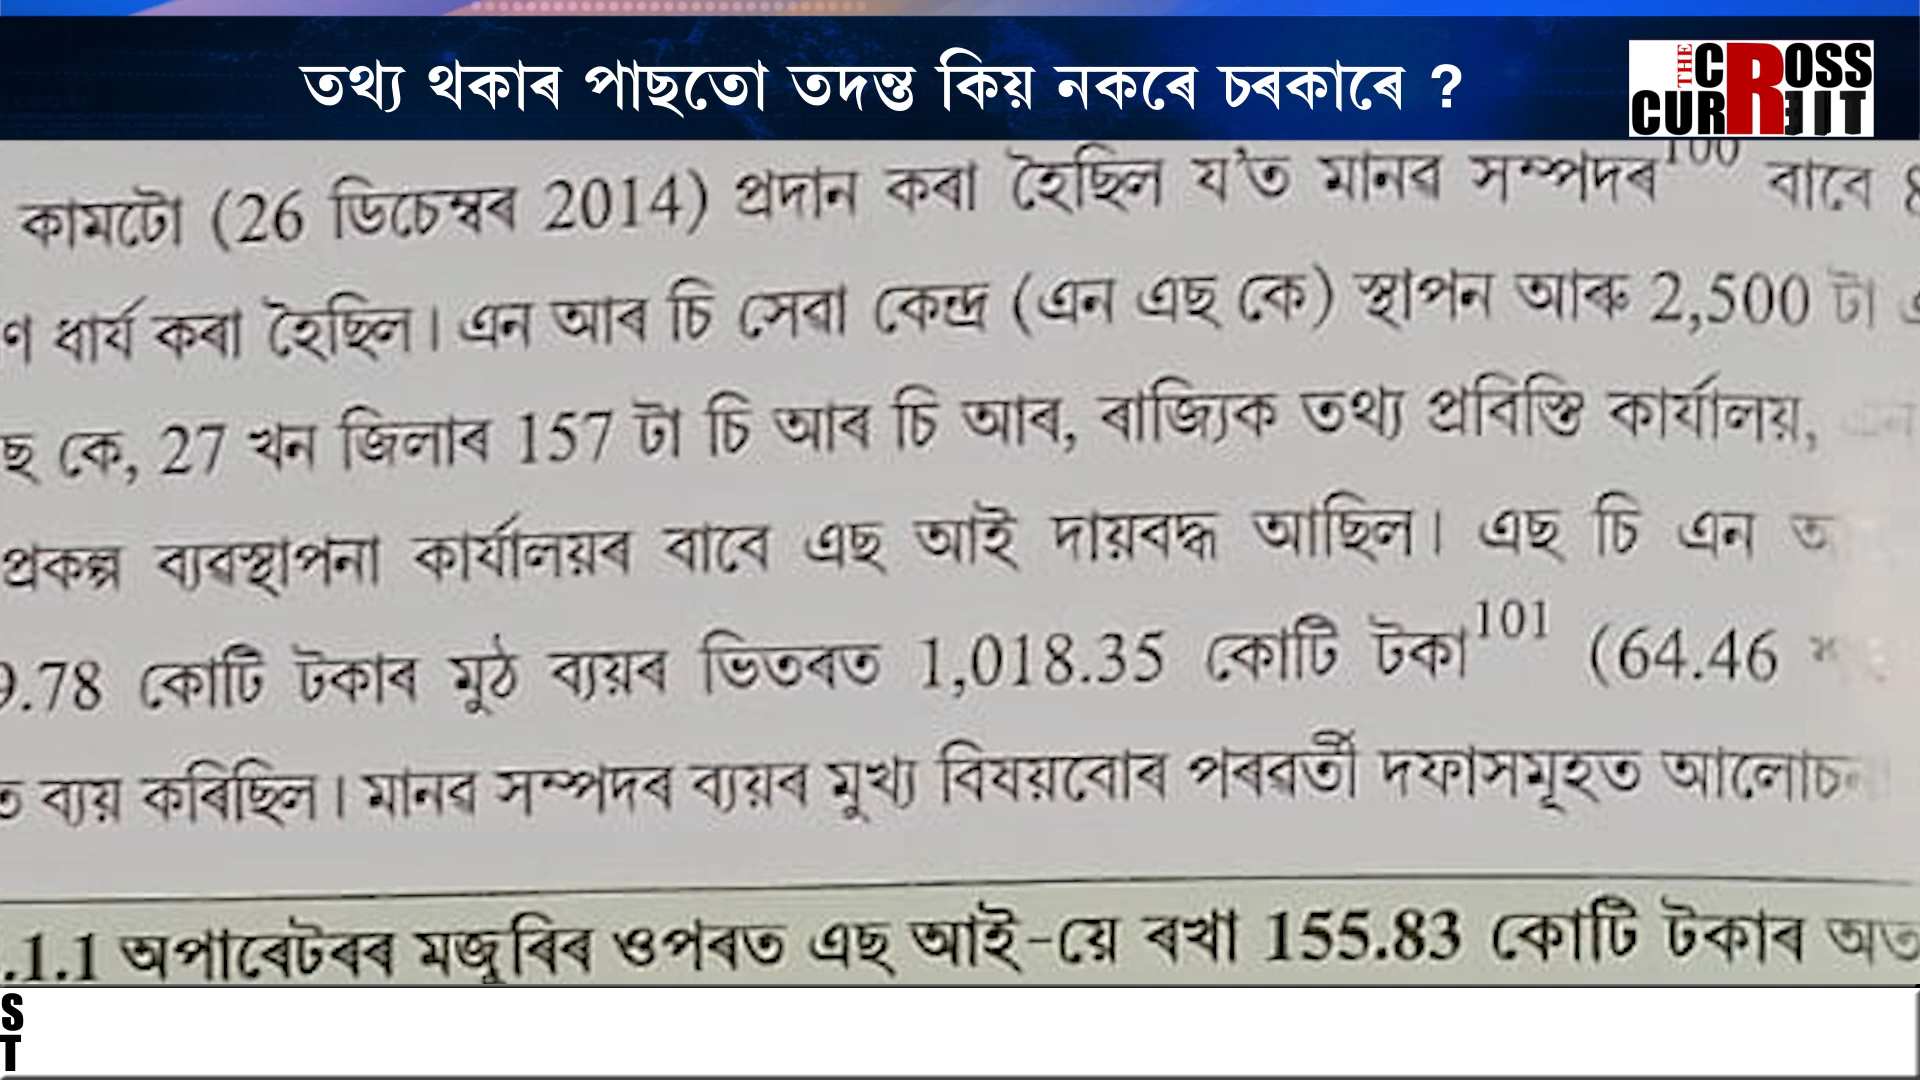 তথ্য থকাৰ পাছতো তদন্ত কিয় নকৰে চৰকাৰে ?
THE CROSS CURRENT
কামটো (26 ডিচেম্বৰ 2014) প্ৰদান কৰা হৈছিল য’ত মানৱ সম্পদৰ100 বাবে
ণ ধাৰ্য কৰা হৈছিল। এন আৰ চি সেৱা কেন্দ্ৰ (এন এছ কে) স্থাপন আৰু 2,500 টা
ছ কে, 27 খন জিলাৰ 157 টা চি আৰ চি আৰ, ৰাজ্যিক তথ্য প্ৰবিস্তি কাৰ্যালয়,
প্ৰকল্প ব্যৱস্থাপনা কাৰ্যালয়ৰ বাবে এছ আই দায়বদ্ধ আছিল। এছ চি এন
9.78 কোটি টকাৰ মুঠ ব্যয়ৰ ভিতৰত 1,018.35 কোটি টকা101 (64.46
ত ব্যয় কৰিছিল। মানৱ সম্পদৰ ব্যয়ৰ মুখ্য বিষয়বোৰ পৰৱৰ্তী দফাসমূহত
.1.1 অপাৰেটৰৰ মজুৰিৰ ওপৰত এছ আই-য়ে ৰখা 155.83 কোটি টকাৰ
S
T